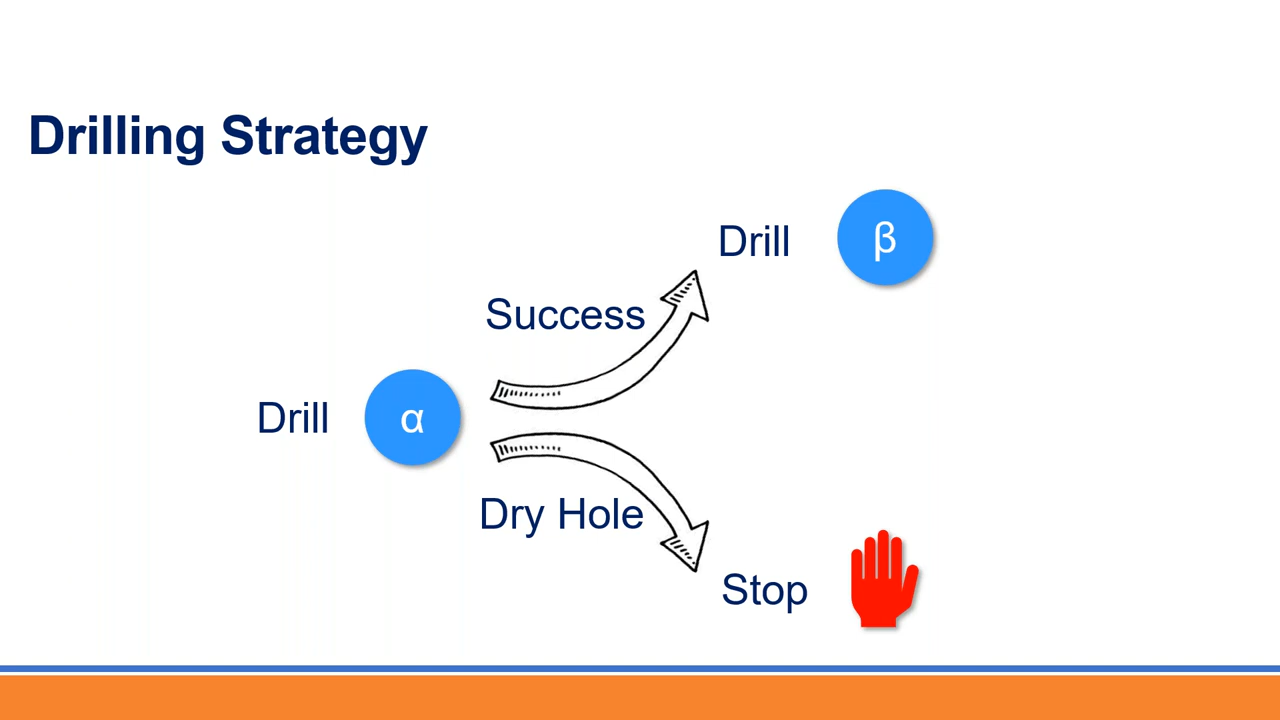 Drilling Strategy
Drill β
Success
Drill α
Dry Hole
Stop